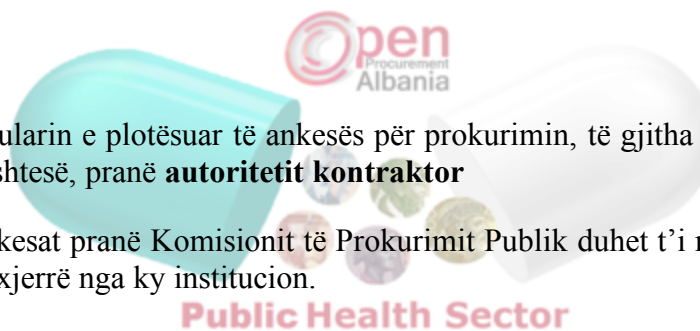 Open
Procurement
Albania
ularin e plotësuar të ankesës për prokurimin, të gjitha
shtesë, pranë autoritetit kontraktor
kesat pranë Komisionit të Prokurimit Publik duhet t’i
xjerrë nga ky institucion.
Public Health Sector